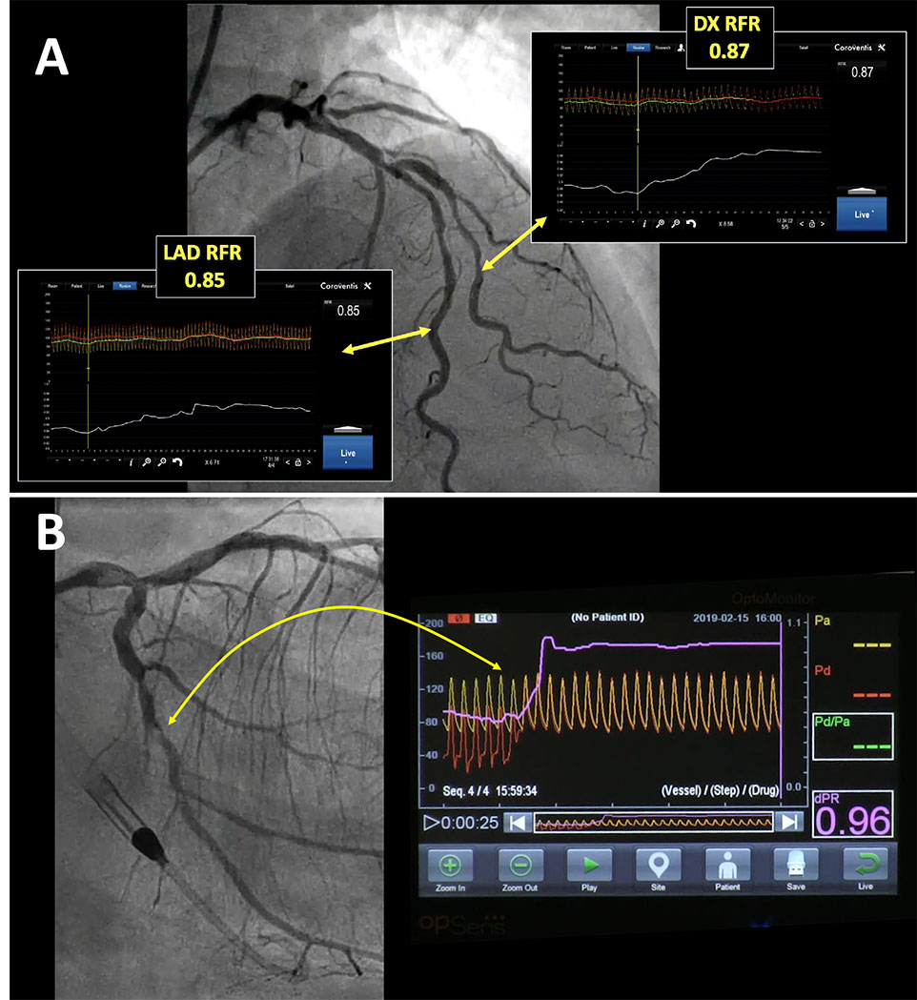 A
DX RFR
0.87
Room Patient Live Review Research
Coroventis
RFR
0.87
Live
i
X 8.58
17:34:02
5/5
< >
LAD RFR
0.85
Room Patient Live Review Research
Coroventis
RFR
0.85
Live
i
X 6.71
17:31:38
4/4
< >
B
OptoMonitor
200
Ø EQ (No Patient ID) 2019-02-15 16:00
1.1
Pa
---
160
120
Pd
---
80
Pd/Pa
---
40
0
Seq. 4 / 4 15:59:34 (Vessel) / (Step) / (Drug)
0.0
dPR
0.96
0:00:25
Zoom In Zoom Out Play Site Patient Save Live
opSens